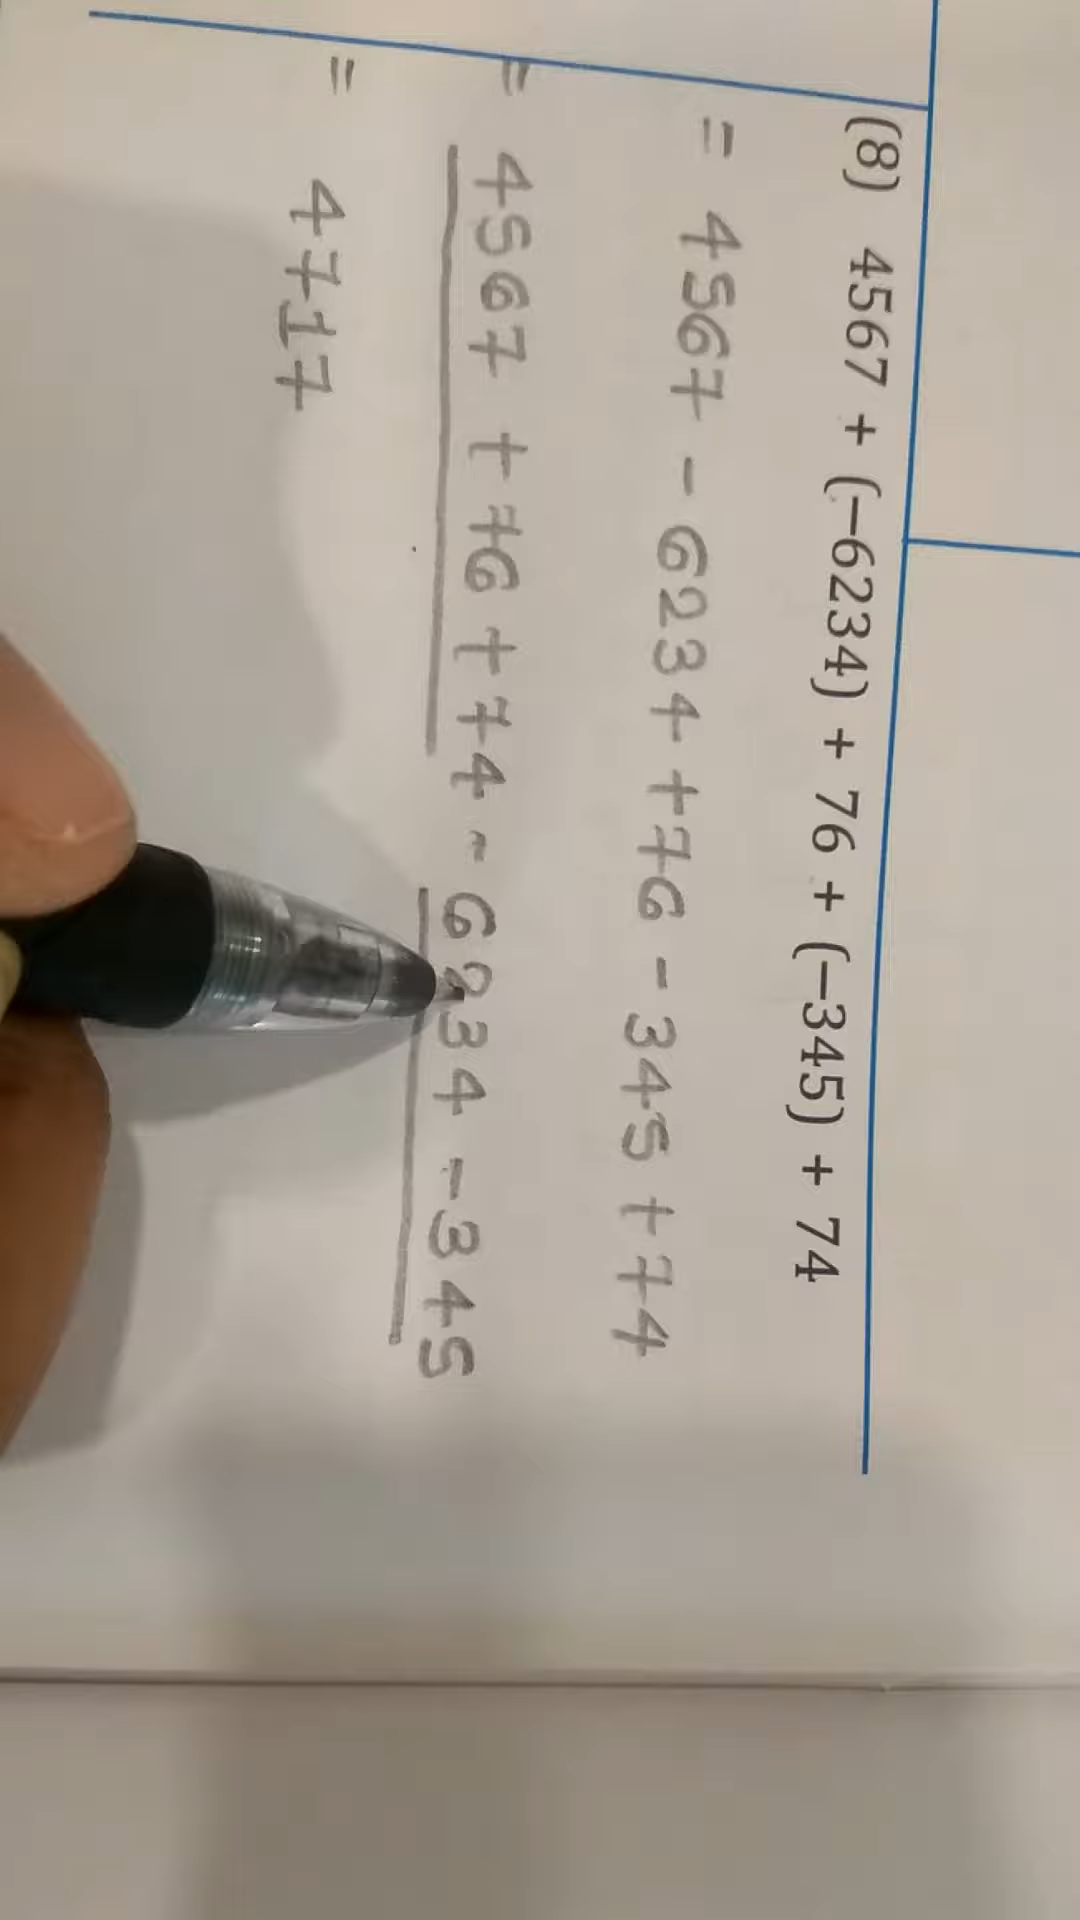 (8) 4567 + (−6234) + 76 + (−345) + 74
= 4567 - 6234 + 76 - 345 + 74
= 4567 + 76 + 74 - 6234 - 345
= 4717